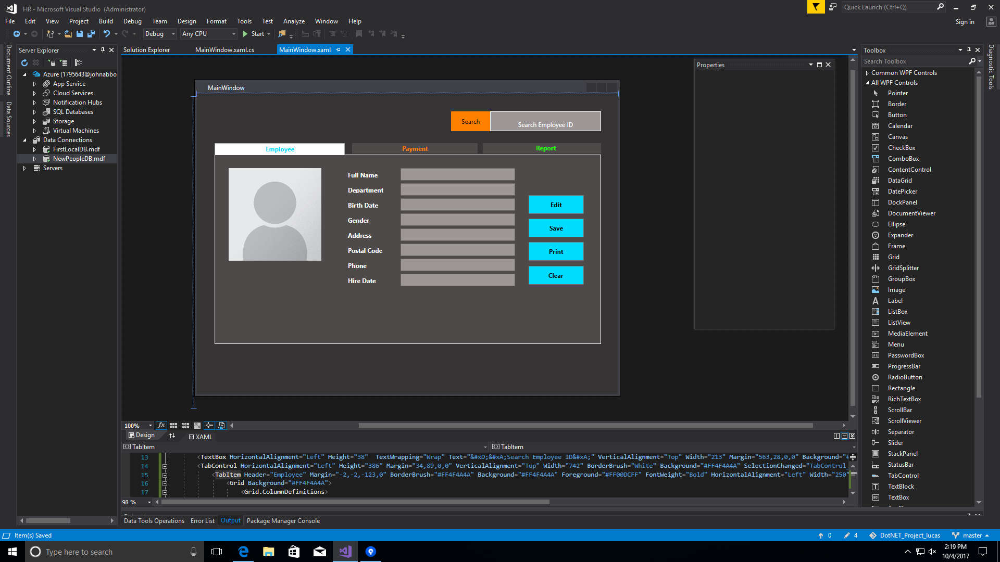 HR - Microsoft Visual Studio (Administrator)
Quick Launch (Ctrl+Q)
File Edit View Project Build Debug Team Design Format Tools Test Analyze Window Help
Sign in
Debug Any CPU Start
Document Outline
Data Sources
Server Explorer
Azure (1795643@johnabbo
App Service
Cloud Services
Notification Hubs
SQL Databases
Storage
Virtual Machines
Data Connections
FirstLocalDB.mdf
NewPeopleDB.mdf
Servers
Solution Explorer MainWindow.xaml.cs MainWindow.xaml
MainWindow
Search Search Employee ID
Employee Payment Report
Full Name
Department
Birth Date
Gender
Address
Postal Code
Phone
Hire Date
Edit
Save
Print
Clear
Properties
Toolbox
Search Toolbox
Common WPF Controls
All WPF Controls
Pointer
Border
Button
Calendar
Canvas
CheckBox
ComboBox
ContentControl
DataGrid
DatePicker
DockPanel
DocumentViewer
Ellipse
Expander
Frame
Grid
GridSplitter
GroupBox
Image
Label
ListBox
ListView
MediaElement
Menu
PasswordBox
ProgressBar
RadioButton
Rectangle
RichTextBox
ScrollBar
ScrollViewer
Separator
Slider
StackPanel
StatusBar
TabControl
TextBlock
TextBox
Diagnostic Tools
100%
Design XAML
TabItem TabItem
13 <TextBox HorizontalAlignment="Left" Height="38" TextWrapping="Wrap" Text="&#xD;&#xA;Search Employee ID&#xA;" VerticalAlignment="Top" Width="213" Margin="563,28,0,0" Background="#
14 <TabControl HorizontalAlignment="Left" Height="386" Margin="34,89,0,0" VerticalAlignment="Top" Width="742" BorderBrush="White" Background="#FF4F4A4A" SelectionChanged="TabControl_
15 <TabItem Header="Employee" Margin="-2,-2,-123,0" BorderBrush="#FF4F4A4A" Background="#FF4F4A4A" Foreground="#FF00DCFF" FontWeight="Bold" HorizontalAlignment="Left" Width="250"
16 <Grid Background="#FF4F4A4A">
17 <Grid.ColumnDefinitions>
98 %
Data Tools Operations Error List Output Package Manager Console
Item(s) Saved
0 4 DotNET_Project_lucas master
Type here to search
2:19 PM
10/4/2017